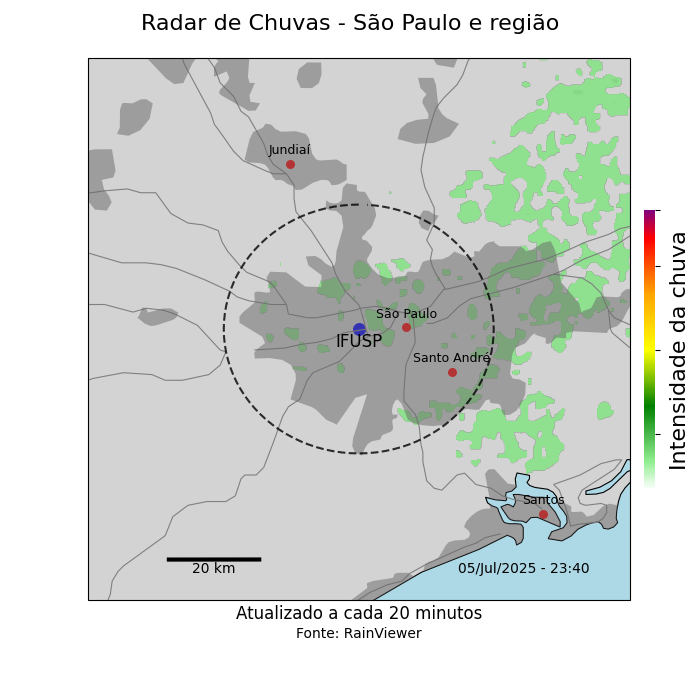 Radar de Chuvas - São Paulo e região
Jundiaí
São Paulo
IFUSP
Santo André
Santos
20 km
05/Jul/2025 - 23:40
Intensidade da chuva
Atualizado a cada 20 minutos
Fonte: RainViewer